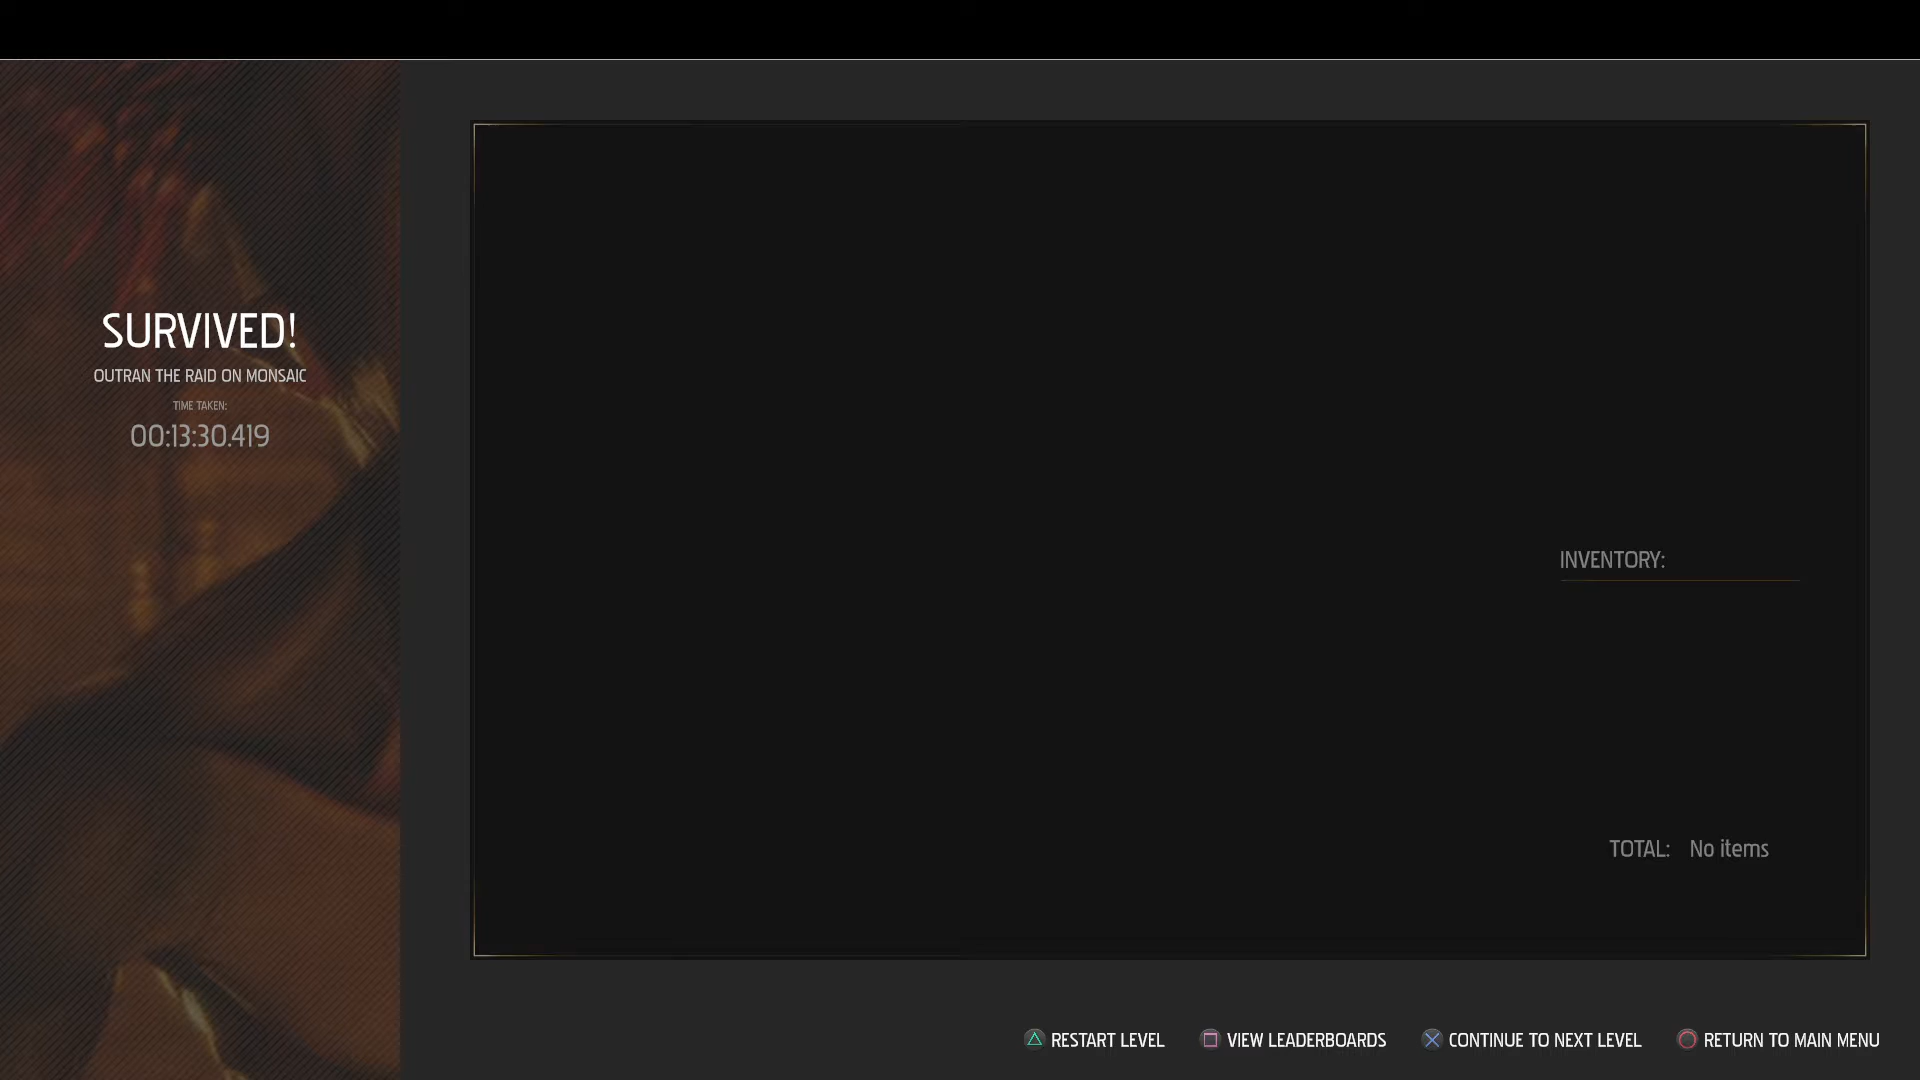 SURVIVED!
OUTRAN THE RAID ON MONSAIC
TIME TAKEN:
00:13:30.419
INVENTORY:
TOTAL: No items
RESTART LEVEL VIEW LEADERBOARDS CONTINUE TO NEXT LEVEL RETURN TO MAIN MENU